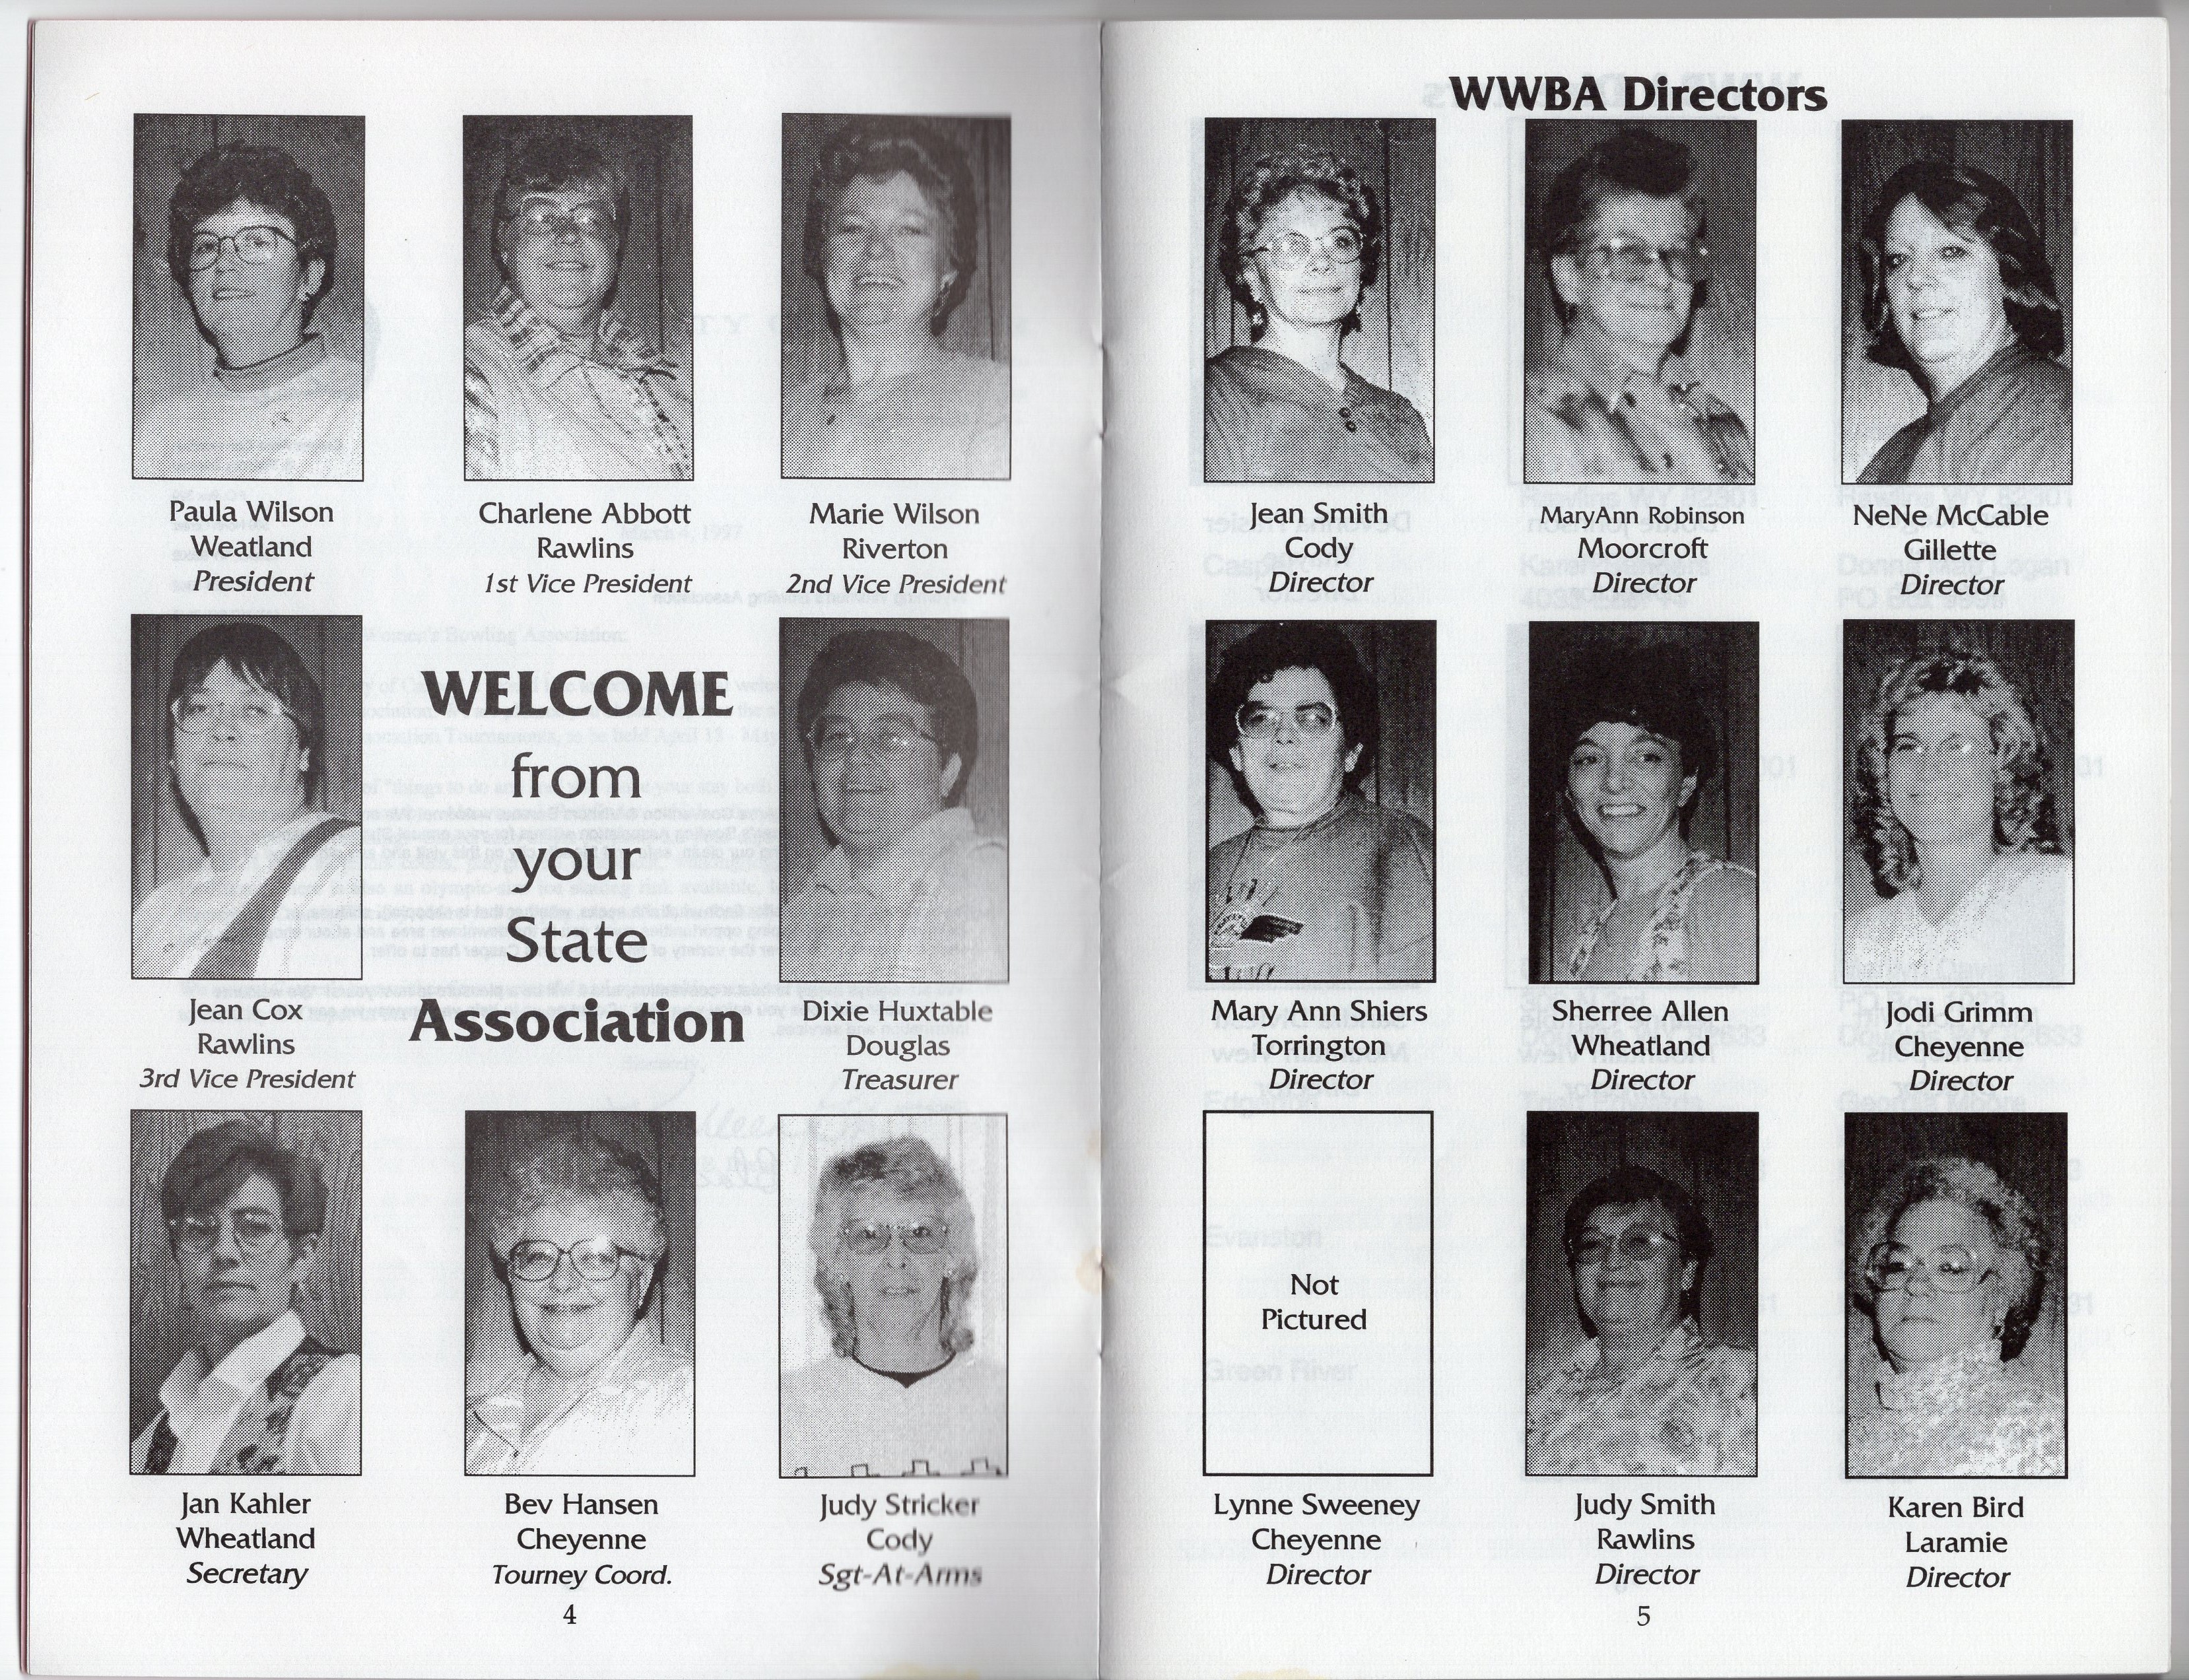 Paula Wilson
Weatland
President
Charlene Abbott
Rawlins
1st Vice President
Marie Wilson
Riverton
2nd Vice President
WELCOME
from
your
State
Association
Jean Cox
Rawlins
3rd Vice President
Dixie Huxtable
Douglas
Treasurer
Jan Kahler
Wheatland
Secretary
Bev Hansen
Cheyenne
Tourney Coord.
Judy Stricker
Cody
Sgt-At-Arms
4
WWBA Directors
Jean Smith
Cody
Director
MaryAnn Robinson
Moorcroft
Director
NeNe McCable
Gillette
Director
Mary Ann Shiers
Torrington
Director
Sherree Allen
Wheatland
Director
Jodi Grimm
Cheyenne
Director
Not
Pictured
Lynne Sweeney
Cheyenne
Director
Judy Smith
Rawlins
Director
Karen Bird
Laramie
Director
5